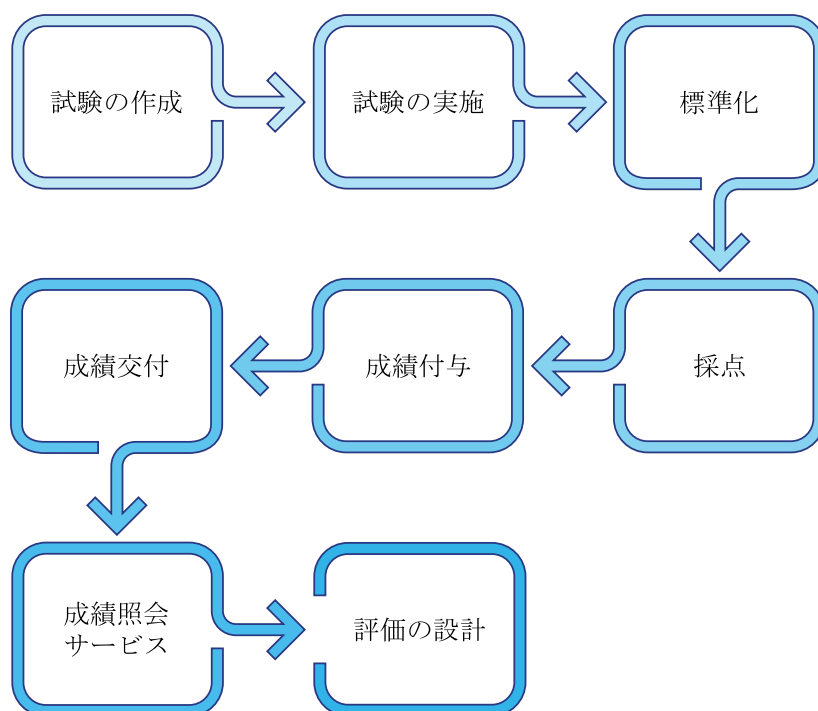 試験の作成
試験の実施
標準化
採点
成績付与
成績交付
成績照会
サービス
評価の設計